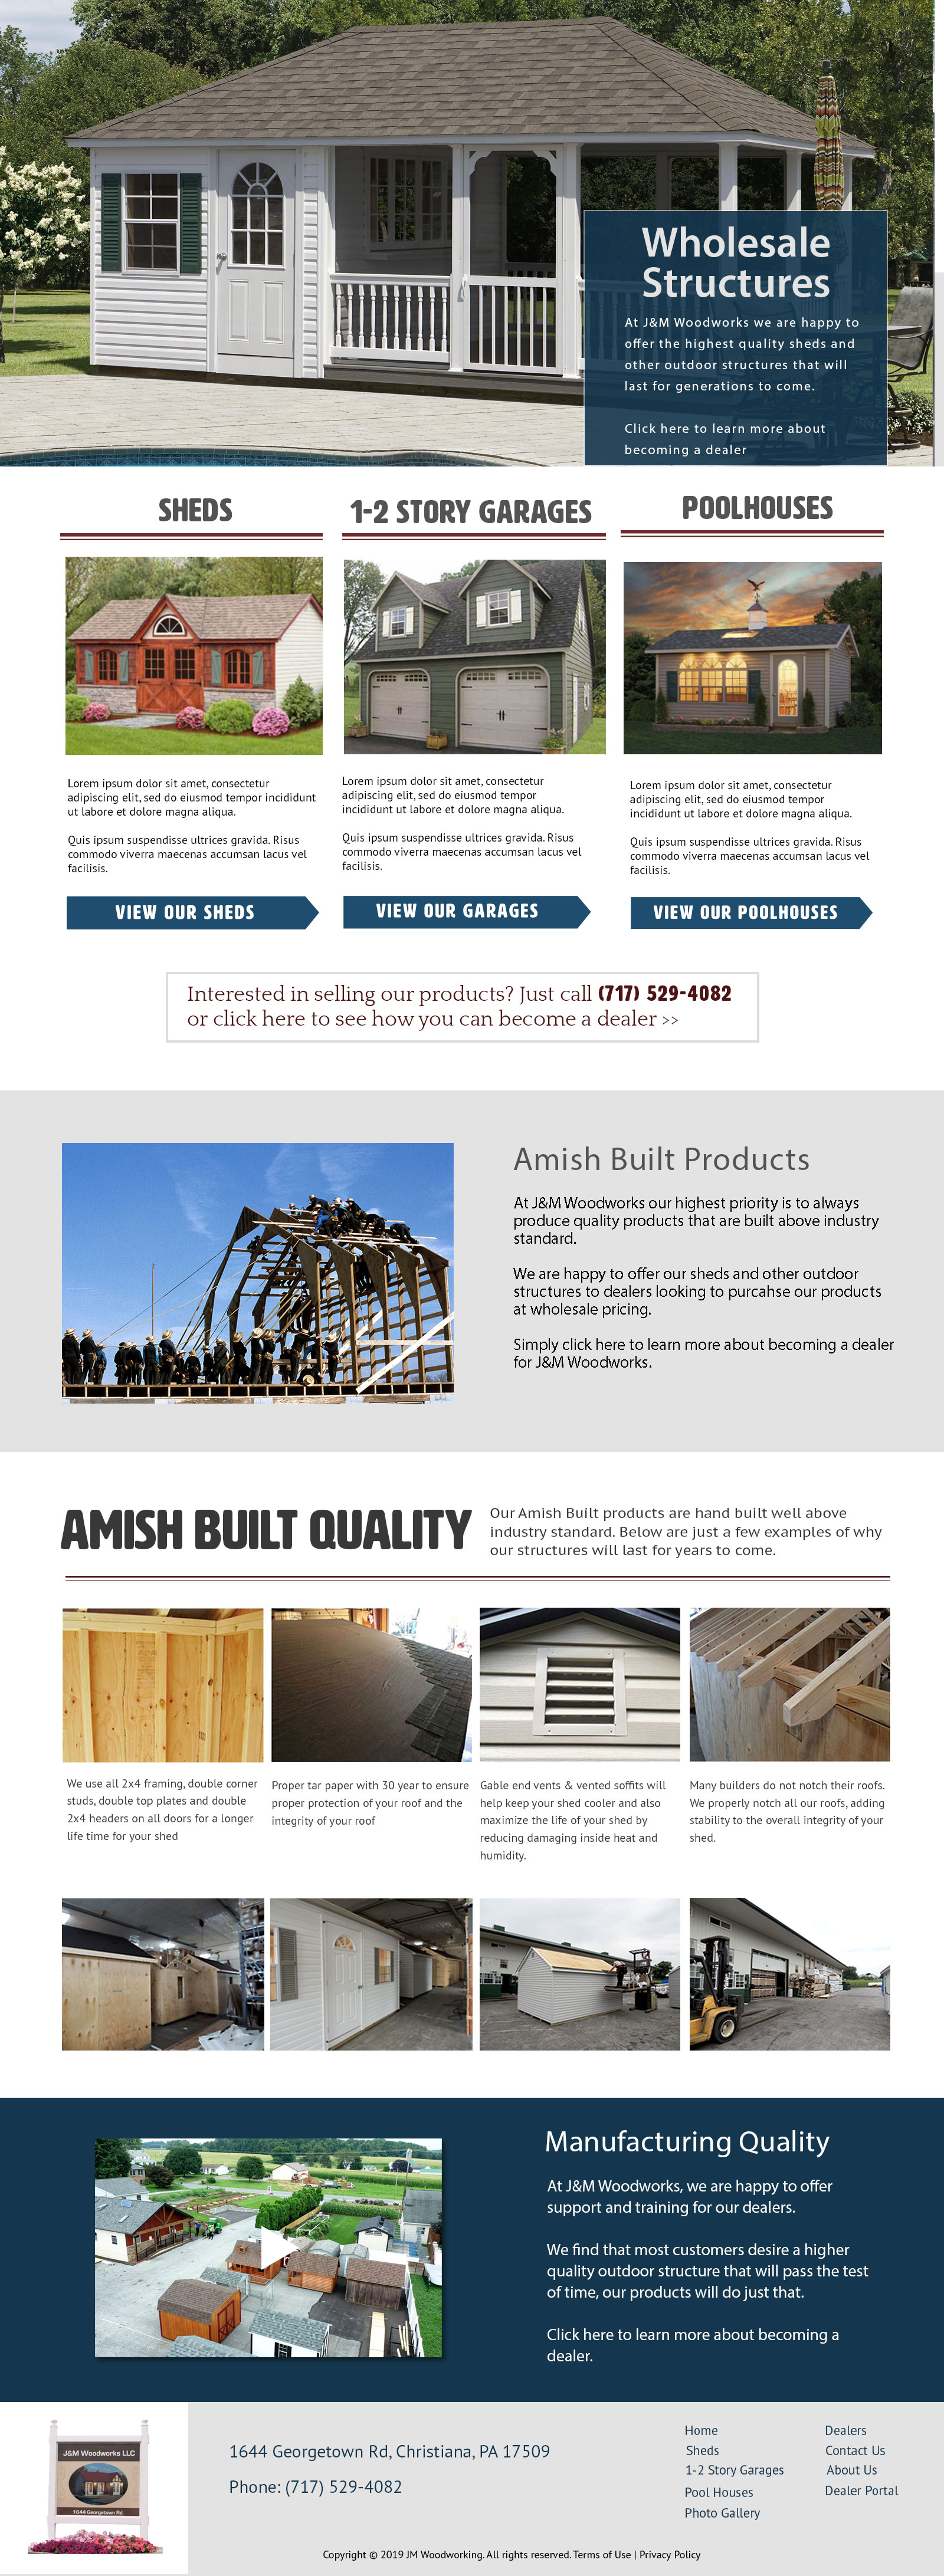 Wholesale
Structures
At J&M Woodworks we are happy to
offer the highest quality sheds and
other outdoor structures that will
last for generations to come.
Click here to learn more about
becoming a dealer
SHEDS
1-2 STORY GARAGES
POOLHOUSES
Lorem ipsum dolor sit amet, consectetur
adipiscing elit, sed do eiusmod tempor incididunt
ut labore et dolore magna aliqua.
Quis ipsum suspendisse ultrices gravida. Risus
commodo viverra maecenas accumsan lacus vel
facilisis.
VIEW OUR SHEDS
Lorem ipsum dolor sit amet, consectetur
adipiscing elit, sed do eiusmod tempor
incididunt ut labore et dolore magna aliqua.
Quis ipsum suspendisse ultrices gravida. Risus
commodo viverra maecenas accumsan lacus vel
facilisis.
VIEW OUR GARAGES
Lorem ipsum dolor sit amet, consectetur
adipiscing elit, sed do eiusmod tempor
incididunt ut labore et dolore magna aliqua.
Quis ipsum suspendisse ultrices gravida. Risus
commodo viverra maecenas accumsan lacus vel
facilisis.
VIEW OUR POOLHOUSES
Interested in selling our products? Just call (717) 529-4082
or click here to see how you can become a dealer >>
Amish Built Products
At J&M Woodworks our highest priority is to always
produce quality products that are built above industry
standard.
We are happy to offer our sheds and other outdoor
structures to dealers looking to purcahse our products
at wholesale pricing.
Simply click here to learn more about becoming a dealer
for J&M Woodworks.
AMISH BUILT QUALITY
Our Amish Built products are hand built well above
industry standard. Below are just a few examples of why
our structures will last for years to come.
We use all 2x4 framing, double corner
studs, double top plates and double
2x4 headers on all doors for a longer
life time for your shed
Proper tar paper with 30 year to ensure
proper protection of your roof and the
integrity of your roof
Gable end vents & vented soffits will
help keep your shed cooler and also
maximize the life of your shed by
reducing damaging inside heat and
humidity.
Many builders do not notch their roofs.
We properly notch all our roofs, adding
stability to the overall integrity of your
shed.
Manufacturing Quality
At J&M Woodworks, we are happy to offer
support and training for our dealers.
We find that most customers desire a higher
quality outdoor structure that will pass the test
of time, our products will do just that.
Click here to learn more about becoming a
dealer.
J&M Woodworks LLC
1644 Georgetown Rd.
1644 Georgetown Rd, Christiana, PA 17509
Phone: (717) 529-4082
Home
Sheds
1-2 Story Garages
Pool Houses
Photo Gallery
Dealers
Contact Us
About Us
Dealer Portal
Copyright © 2019 JM Woodworking. All rights reserved. Terms of Use | Privacy Policy